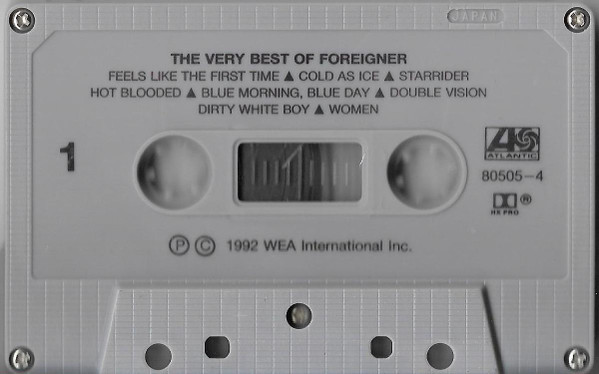 JAPAN
THE VERY BEST OF FOREIGNER
FEELS LIKE THE FIRST TIME ▲ COLD AS ICE ▲ STARRIDER
HOT BLOODED ▲ BLUE MORNING, BLUE DAY ▲ DOUBLE VISION
DIRTY WHITE BOY ▲ WOMEN
1
ATLANTIC
80505-4
®
HX PRO
Ⓟ © 1992 WEA International Inc.